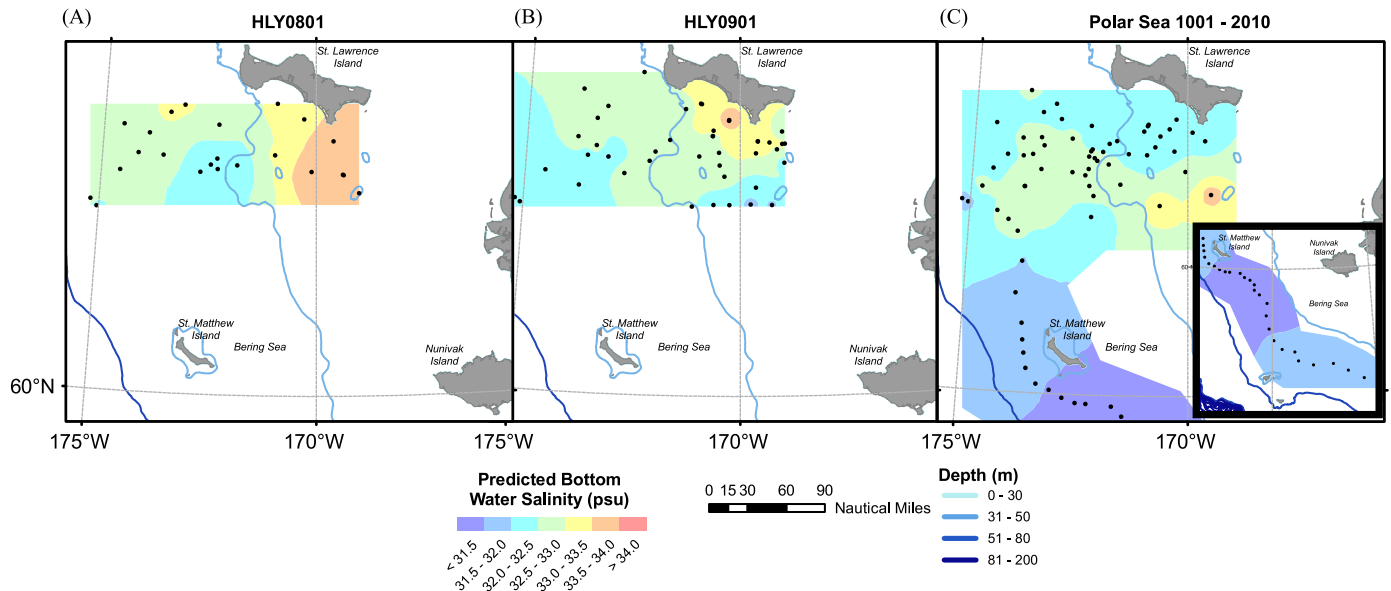 (A)
HLY0801
(B)
HLY0901
(C)
Polar Sea 1001 - 2010
St. Lawrence
Island
St. Lawrence
Island
St. Lawrence
Island
St. Matthew
Island
Bering Sea
Nunivak
Island
St. Matthew
Island
Bering Sea
Nunivak
Island
St. Matthew
Island
Bering Sea
St. Matthew
Island
Nunivak
Island
Bering Sea
60°N
175°W
170°W
175°W
170°W
175°W
170°W
Predicted Bottom
Water Salinity (psu)
< 31.5
31.5 - 32.0
32.0 - 32.5
32.5 - 33.0
33.0 - 33.5
33.5 - 34.0
> 34.0
0 15 30 60 90
Nautical Miles
Depth (m)
0 - 30
31 - 50
51 - 80
81 - 200